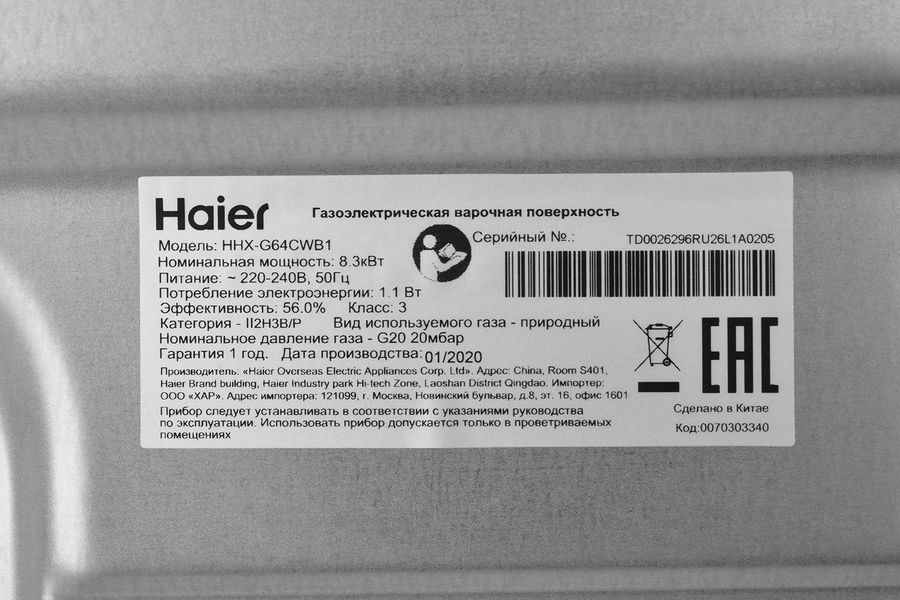 Haier
Газоэлектрическая варочная поверхность
Модель: HHX-G64CWB1
Серийный №.:
TD0026296RU26L1A0205
Номинальная мощность: 8.3кВт
Питание: ~ 220-240В, 50Гц
Потребление электроэнергии: 1.1 Вт
Эффективность: 56.0% Класс: 3
Категория - II2H3B/P Вид используемого газа - природный
Номинальное давление газа - G20 20мбар
Гарантия 1 год. Дата производства: 01/2020
Производитель: «Haier Overseas Electric Appliances Corp. Ltd». Адрес: China, Room S401,
Haier Brand building, Haier Industry park Hi-tech Zone, Laoshan District Qingdao. Импортер:
ООО «ХАР». Адрес импортера: 121099, г. Москва, Новинский бульвар, д.8, эт. 16, офис 1601
Прибор следует устанавливать в соответствии с указаниями руководства
по эксплуатации. Использовать прибор допускается только в проветриваемых
помещениях
EAC
Сделано в Китае
Код:0070303340